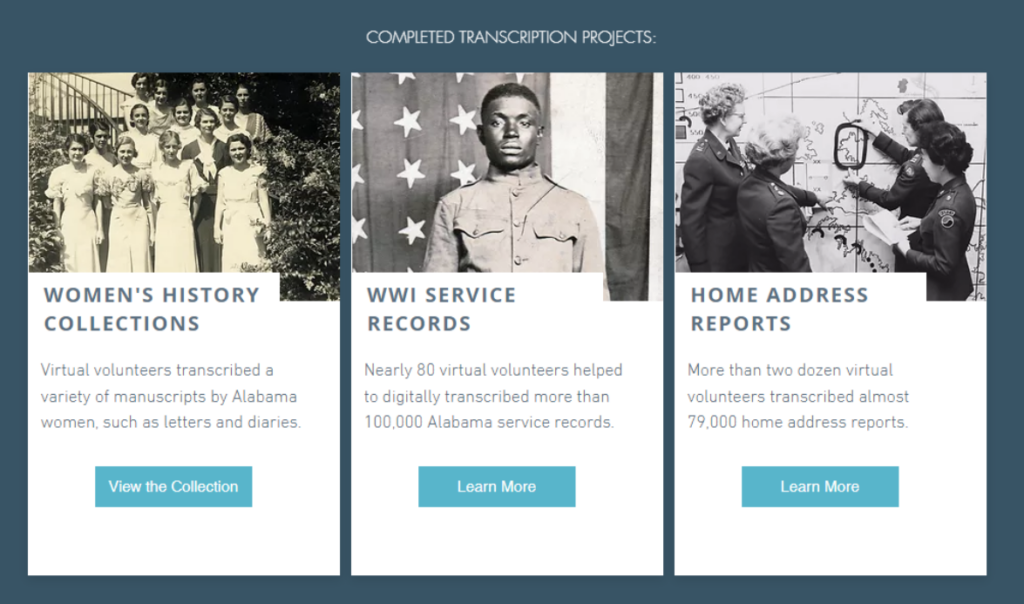 COMPLETED TRANSCRIPTION PROJECTS:
WOMEN'S HISTORY
COLLECTIONS
Virtual volunteers transcribed a
variety of manuscripts by Alabama
women, such as letters and diaries.
View the Collection
WWI SERVICE
RECORDS
Nearly 80 virtual volunteers helped
to digitally transcribed more than
100,000 Alabama service records.
Learn More
HOME ADDRESS
REPORTS
More than two dozen virtual
volunteers transcribed almost
79,000 home address reports.
Learn More